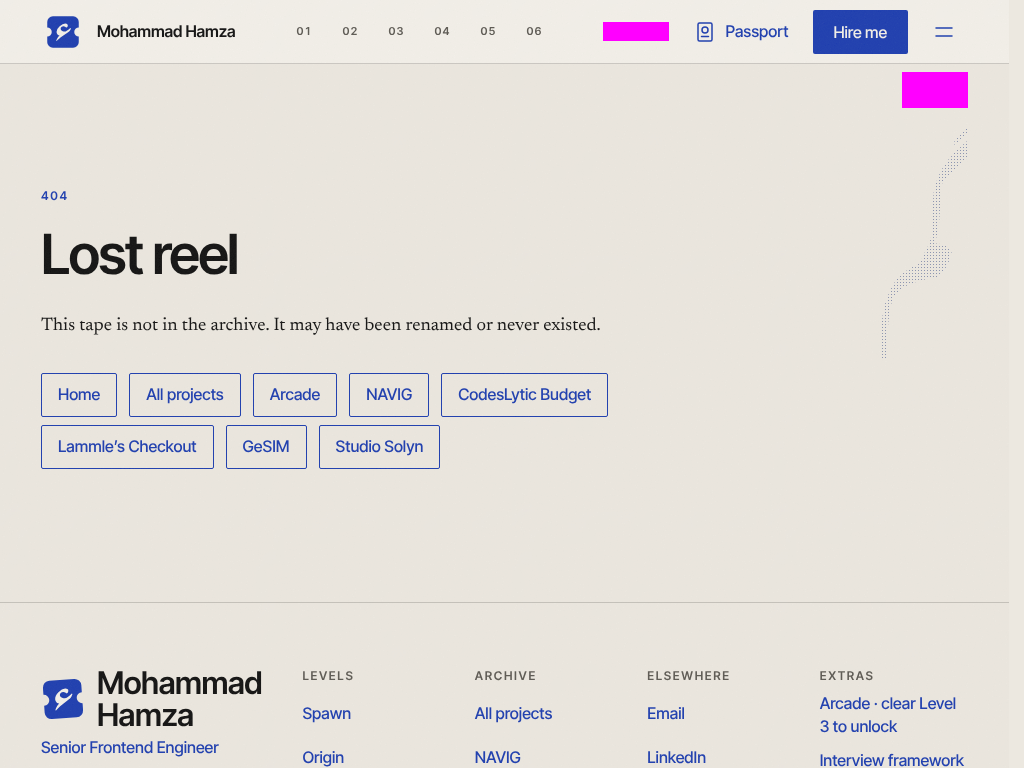 Mohammad Hamza
01 02 03 04 05 06
Passport
Hire me
404
Lost reel
This tape is not in the archive. It may have been renamed or never existed.
Home
All projects
Arcade
NAVIG
CodesLytic Budget
Lammle’s Checkout
GeSIM
Studio Solyn
Mohammad
Hamza
Senior Frontend Engineer
LEVELS
Spawn
Origin
ARCHIVE
All projects
NAVIG
ELSEWHERE
Email
LinkedIn
EXTRAS
Arcade · clear Level
3 to unlock
Interview framework